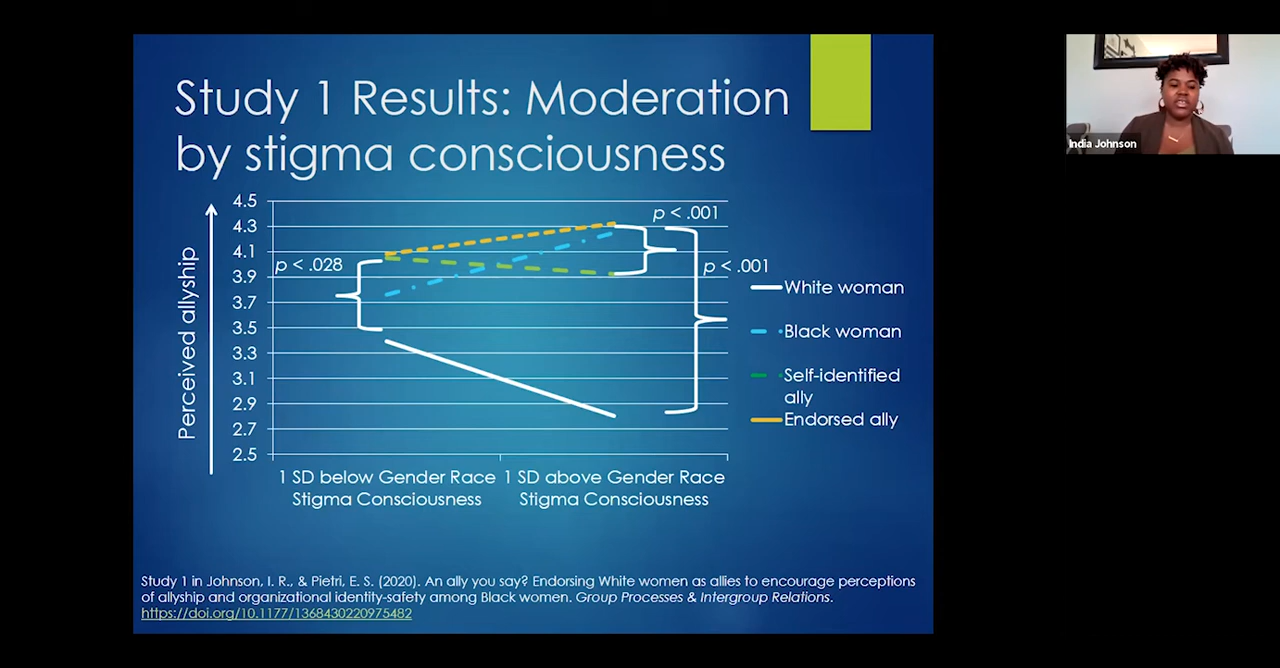 Study 1 Results: Moderation
by stigma consciousness
India Johnson
Perceived allyship
4.5
4.3
4.1
3.9
3.7
3.5
3.3
3.1
2.9
2.7
2.5
p < .028
p < .001
p < .001
White woman
Black woman
Self-identified
ally
Endorsed ally
1 SD below Gender Race
Stigma Consciousness
1 SD above Gender Race
Stigma Consciousness
Study 1 in Johnson, I. R., & Pietri, E. S. (2020). An ally you say? Endorsing White women as allies to encourage perceptions
of allyship and organizational identity-safety among Black women. Group Processes & Intergroup Relations.
https://doi.org/10.1177/1368430220975482